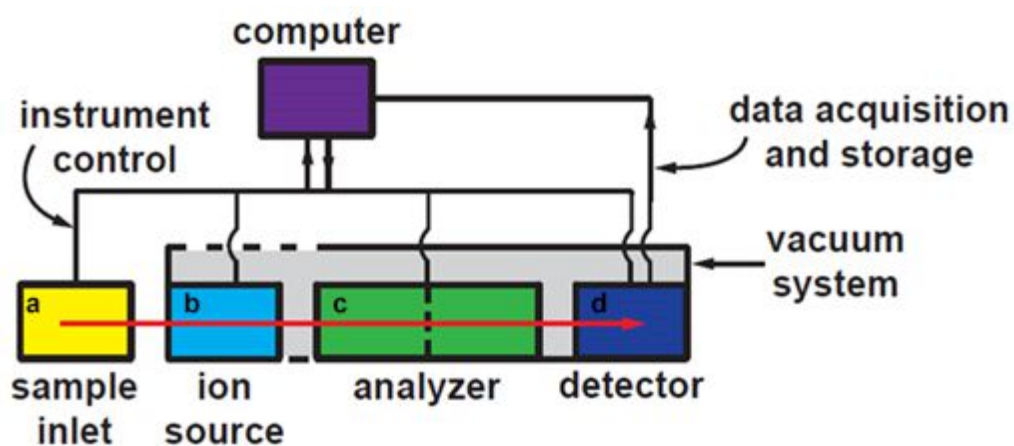 computer
instrument
control
data acquisition
and storage
vacuum
system
a
b
c
d
sample
inlet
ion
source
analyzer
detector